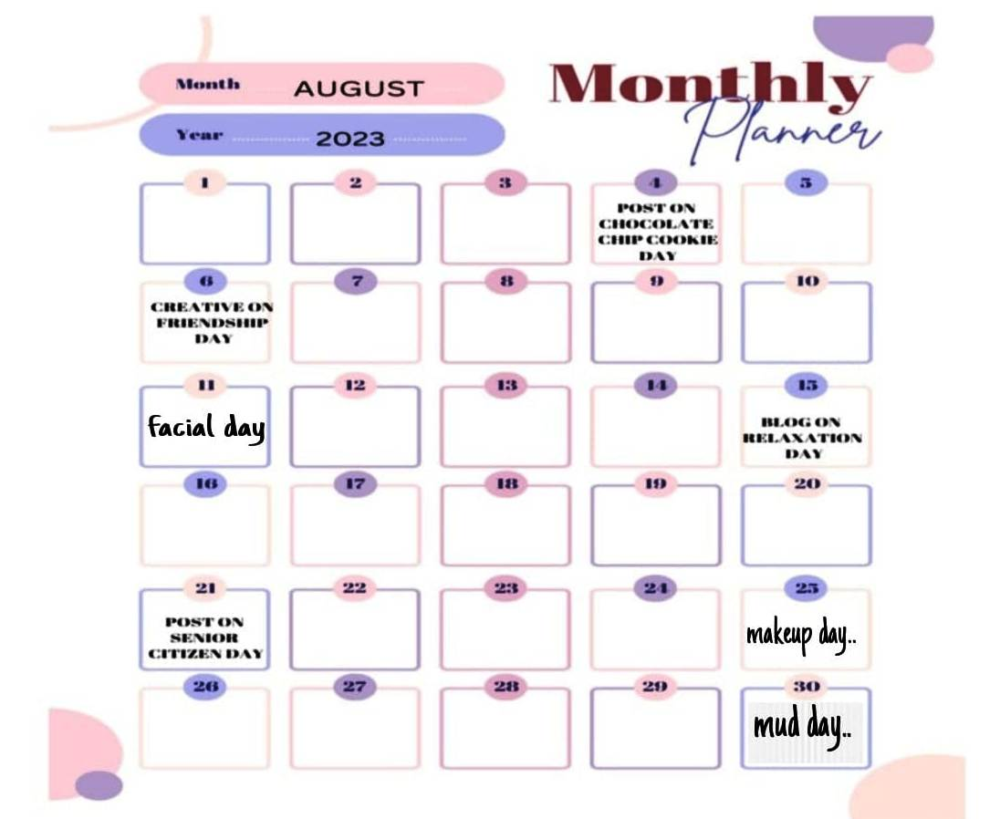 Month AUGUST
Monthly
Planner
Year 2023
1 2 3 4 5
POST ON
CHOCOLATE
CHIP COOKIE
DAY
6 7 8 9 10
CREATIVE ON
FRIENDSHIP
DAY
11 12 13 14 15
facial day
BLOG ON
RELAXATION
DAY
16 17 18 19 20
21 22 23 24 25
POST ON
SENIOR
CITIZEN DAY
makeup day..
26 27 28 29 30
mud day..